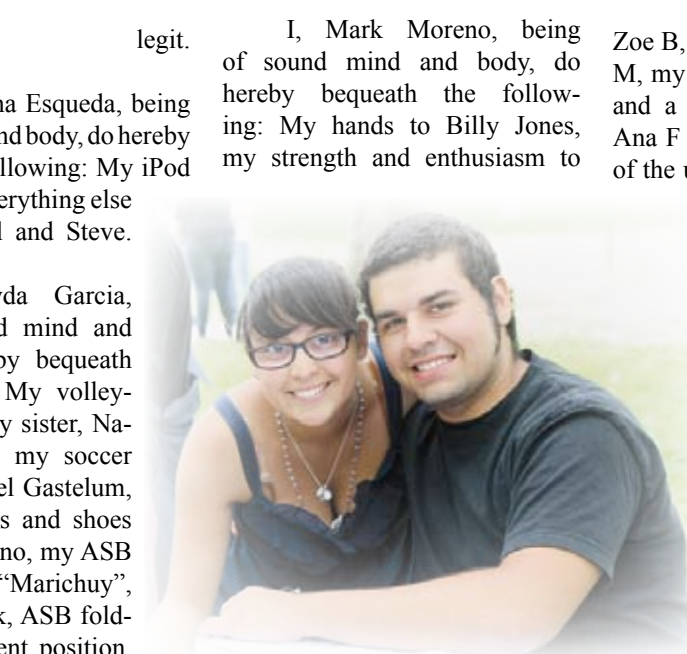 legit.
na Esqueda, being
nd body, do hereby
llowing: My iPod
erything else
l and Steve.
da Garcia,
d mind and
by bequeath
My volley-
y sister, Na-
my soccer
el Gastelum,
s and shoes
no, my ASB
“Marichuy”,
k, ASB fold-
ent position
I, Mark Moreno, being
of sound mind and body, do
hereby bequeath the follow-
ing: My hands to Billy Jones,
my strength and enthusiasm to
Zoe B,
M, my
and a
Ana F
of the